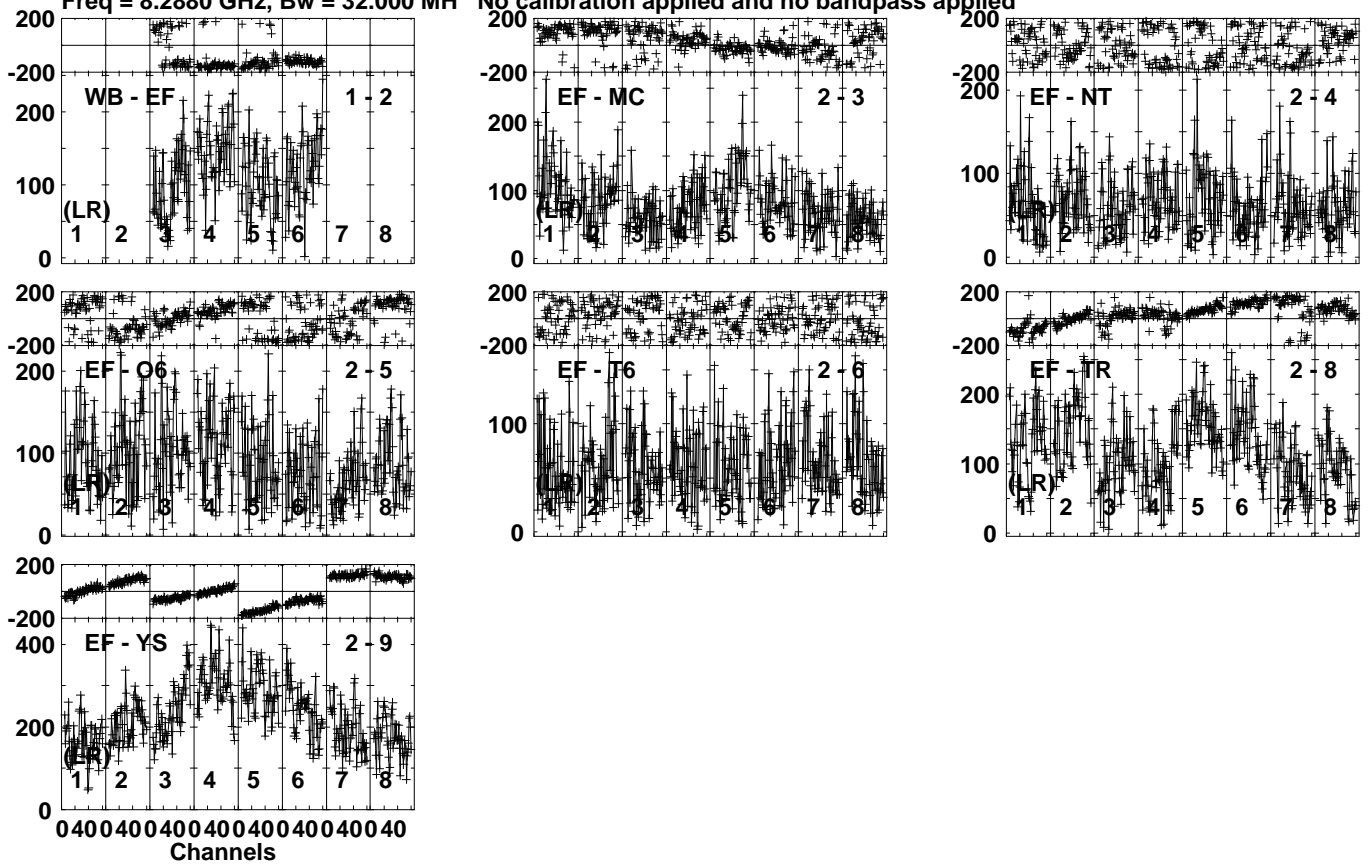 Freq = 8.2880 GHz, Bw = 32.000 MH No calibration applied and no bandpass applied
200
-200
WB - EF 1 - 2
200
100
0
(LR)
1 2 3 4 5 6 7 8
200
-200
EF - MC 2 - 3
200
100
0
(LR)
1 2 3 4 5 6 7 8
200
-200
EF - NT 2 - 4
200
100
0
(LR)
1 2 3 4 5 6 7 8
200
-200
EF - O6 2 - 5
200
100
0
(LR)
1 2 3 4 5 6 7 8
200
-200
EF - T6 2 - 6
100
0
(LR)
1 2 3 4 5 6 7 8
200
-200
EF - TR 2 - 8
200
100
0
(LR)
1 2 3 4 5 6 7 8
200
-200
EF - YS 2 - 9
400
200
0
(LR)
1 2 3 4 5 6 7 8
0 40 0 40 0 40 0 40 0 40 0 40 0 40 0 40
Channels